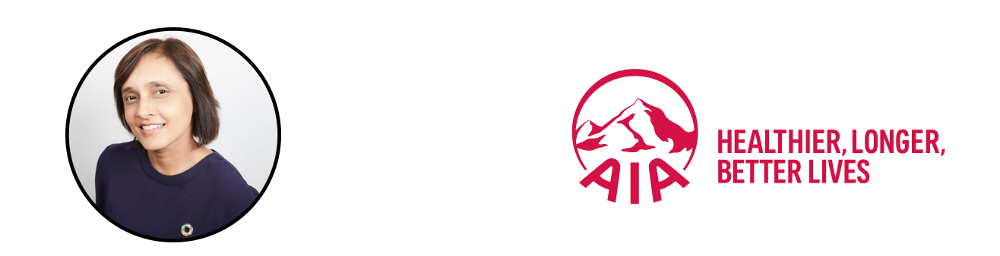 AIA
HEALTHIER, LONGER,
BETTER LIVES